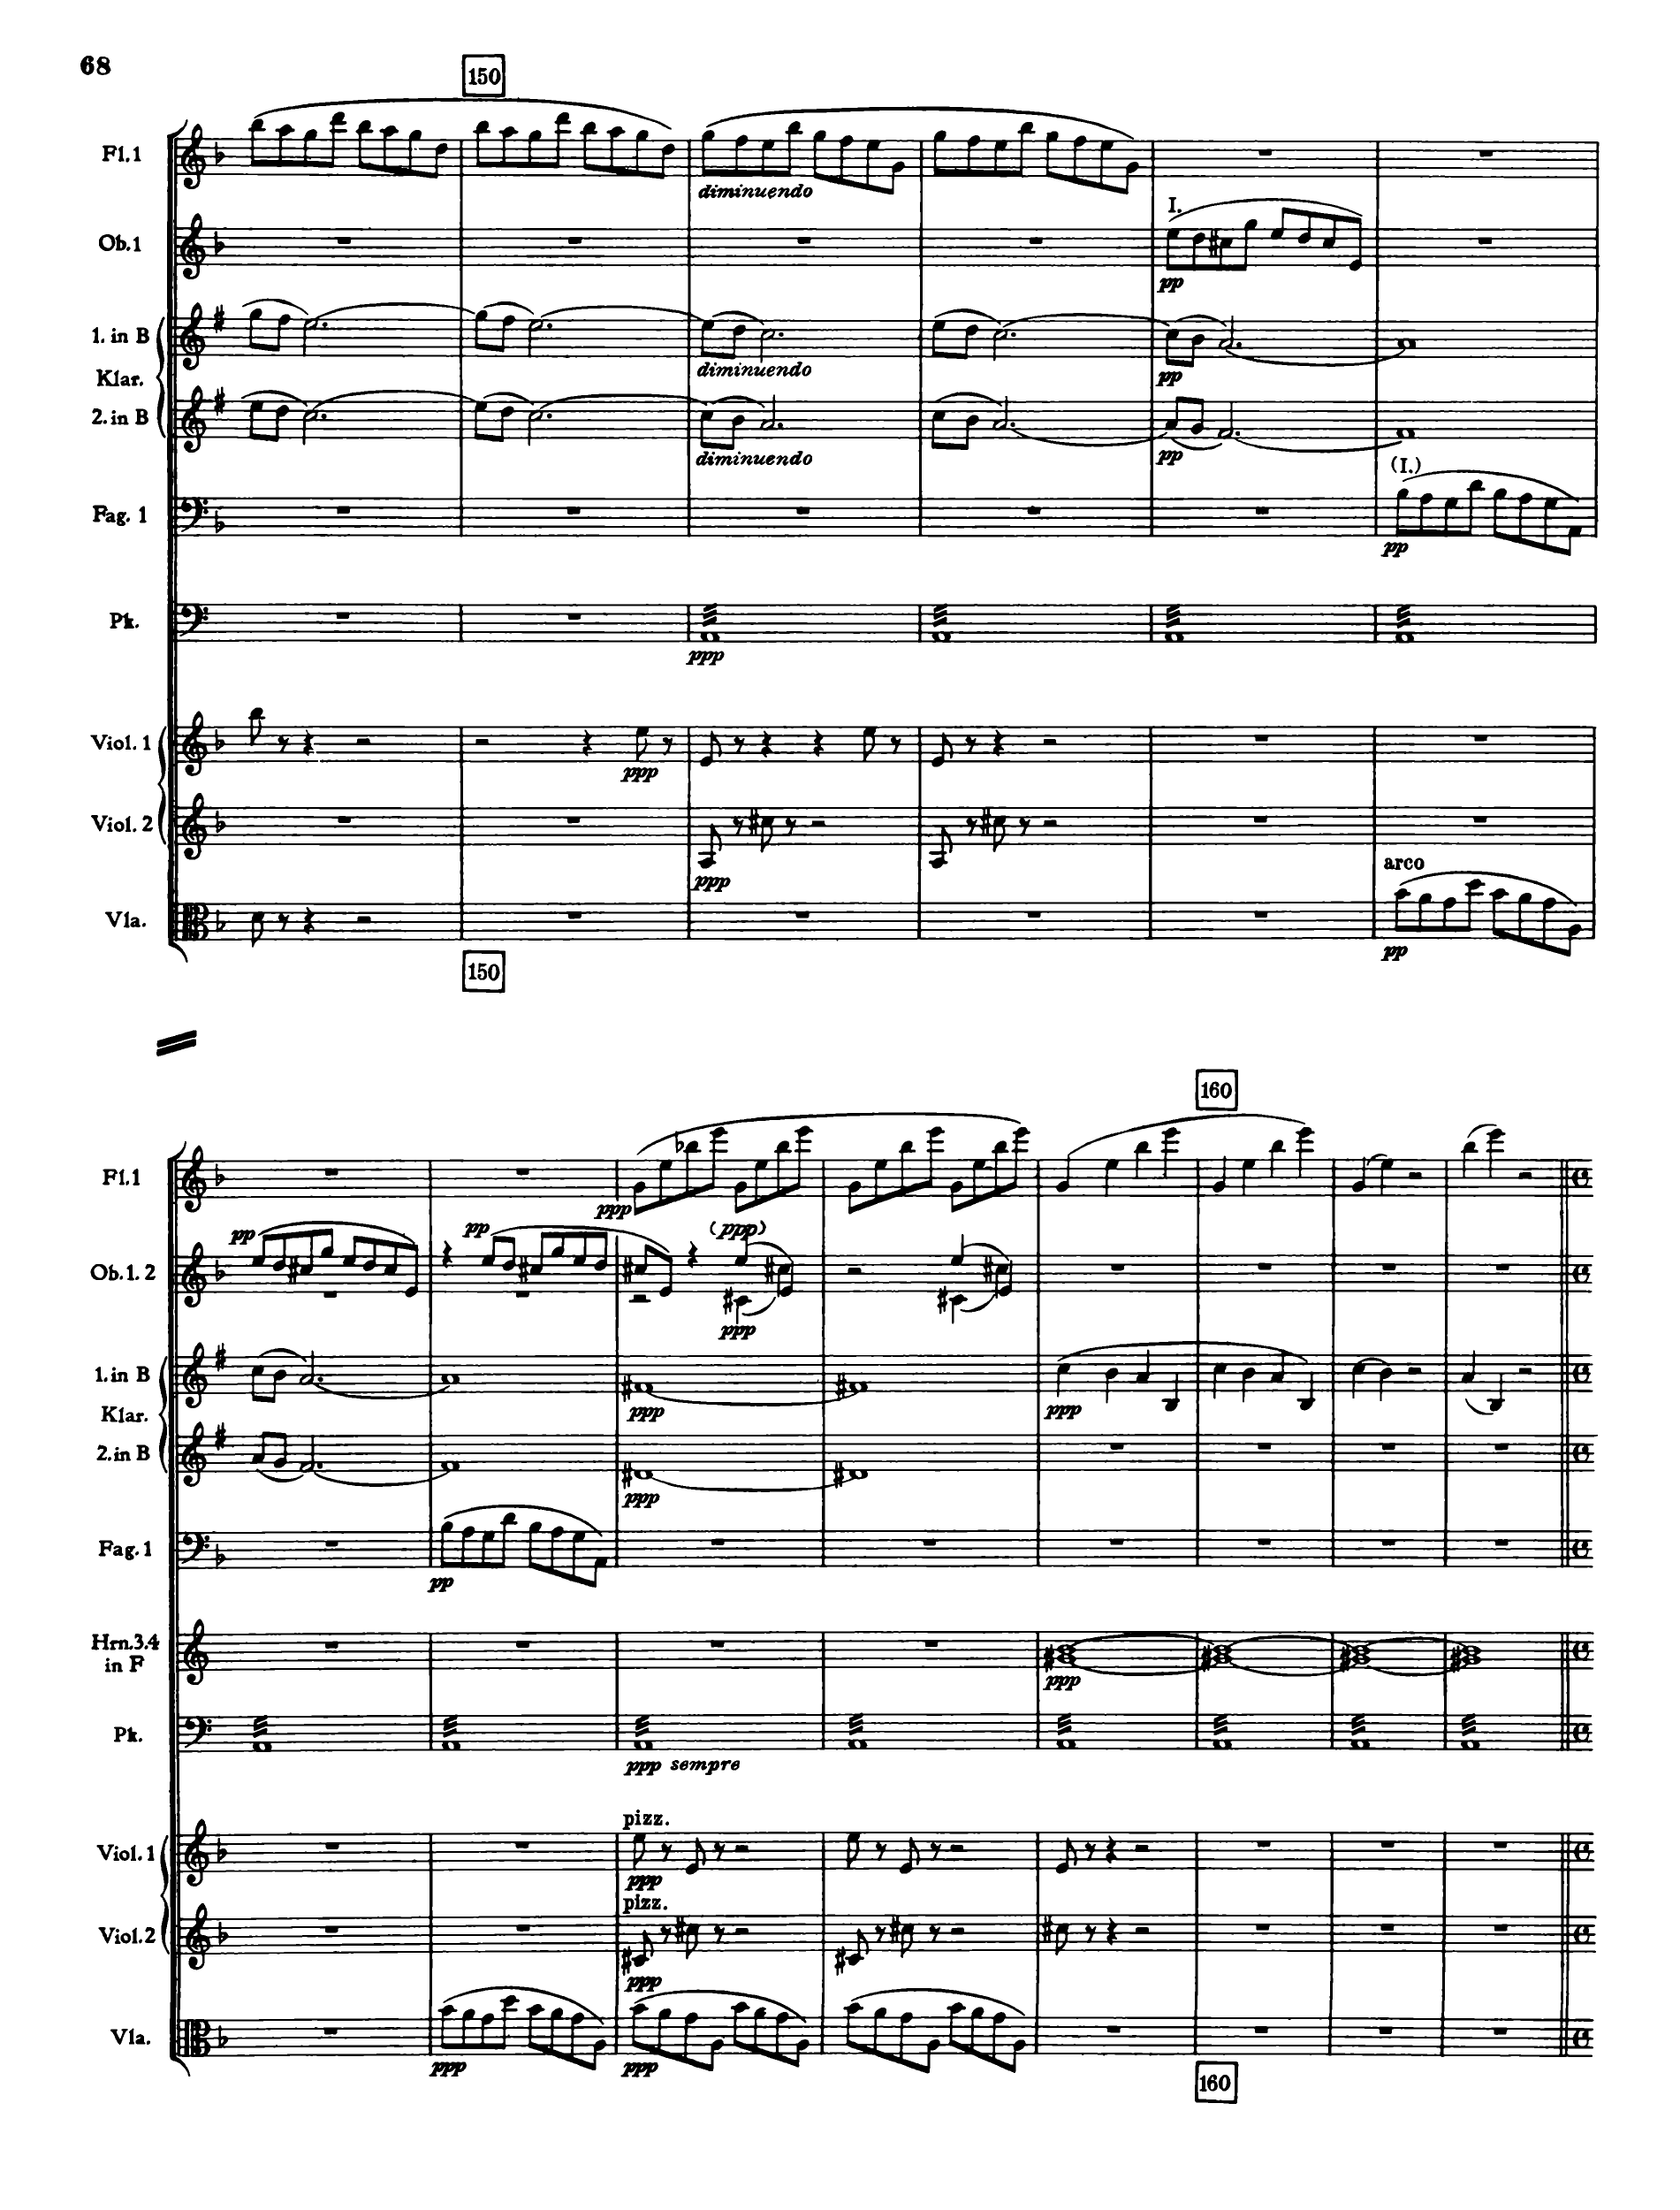 68
150
Fl.1
diminuendo
Ob.1
I.
pp
1. in B
diminuendo
pp
Klar.
2. in B
diminuendo
pp
(I.)
Fag. 1
pp
Pk.
ppp
Viol. 1
ppp
Viol. 2
ppp
arco
Vla.
pp
150
160
Fl.1
ppp
pp
pp
(ppp)
Ob.1.2
ppp
1. in B
ppp
ppp
Klar.
2. in B
ppp
Fag. 1
pp
Hrn.3.4
in F
ppp
Pk.
ppp sempre
pizz.
Viol. 1
ppp
pizz.
Viol. 2
ppp
Vla.
ppp
ppp
160